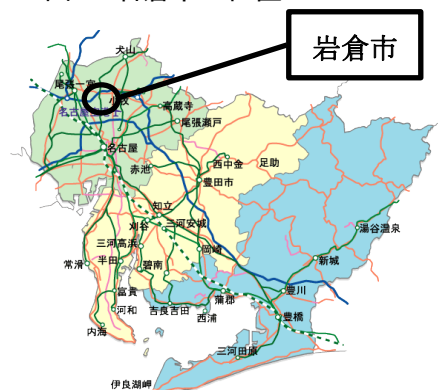 岩倉市
犬山
尾張一宮
小牧
名古屋
高蔵寺
尾張瀬戸
名古屋
赤池
西中金
足助
豊田市
知立
刈谷
三河安城
三河高浜
半田
碧南
岡崎
常滑
湯谷温泉
新城
富貴
河和
吉良吉田
蒲郡
西浦
豊川
豊橋
内海
三河田原
伊良湖岬